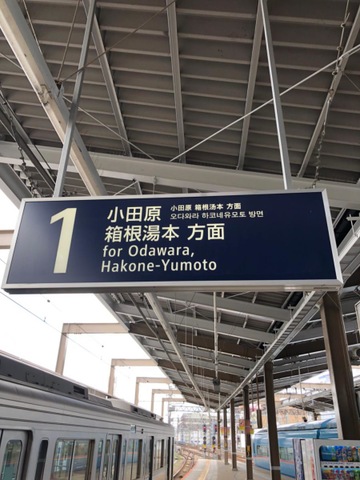 1
小田原
箱根湯本 方面
for Odawara,
Hakone-Yumoto
小田原 箱根汤本 方面
오다와라 하코네유모토 방면